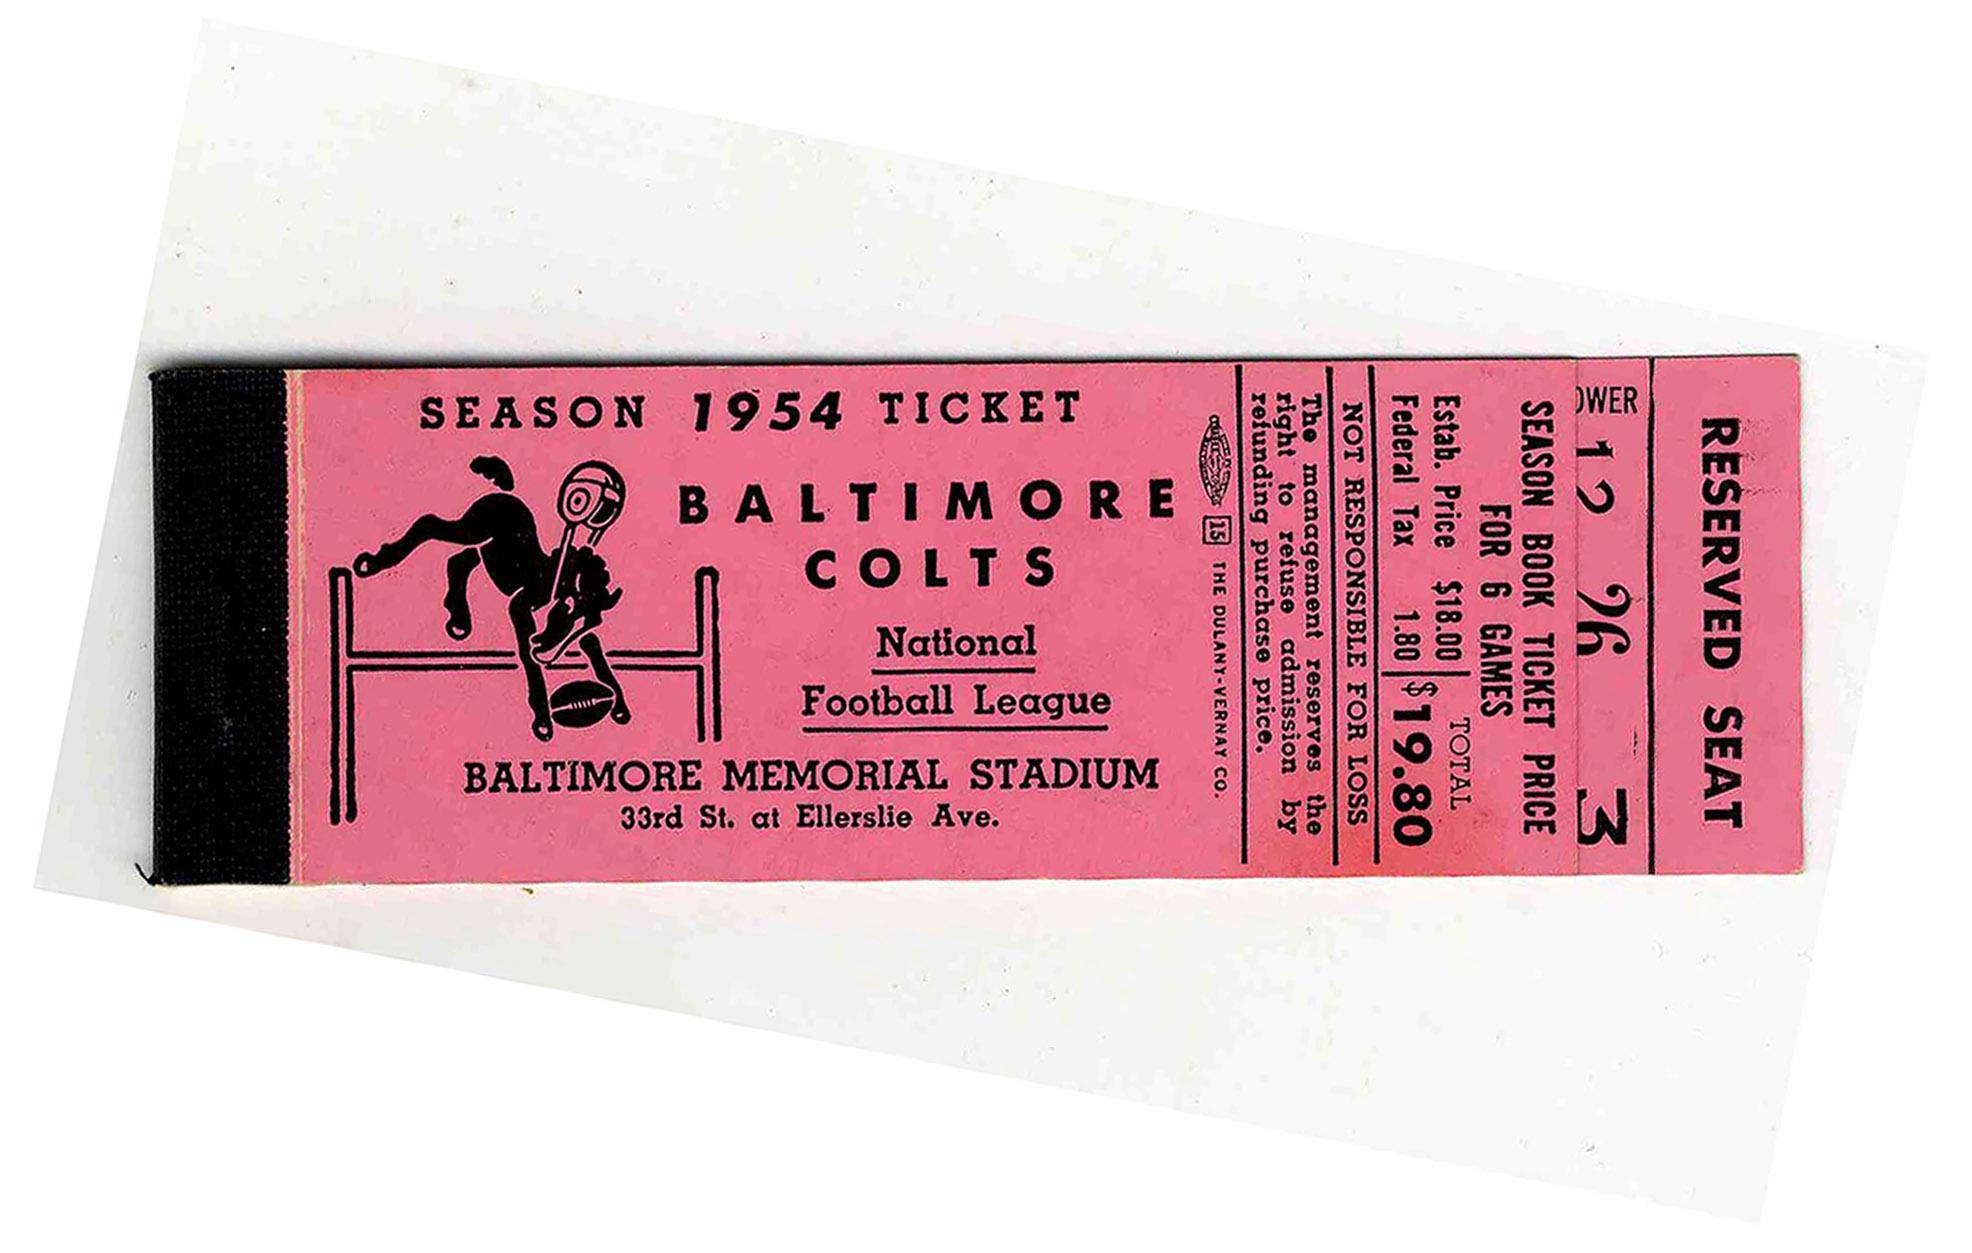 SEASON 1954 TICKET
BALTIMORE
COLTS
National
Football League
BALTIMORE MEMORIAL STADIUM
33rd St. at Ellerslie Ave.
15 THE DULANY-VERNAY CO.
The management reserves the
right to refuse admission by
refunding purchase price.
NOT RESPONSIBLE FOR LOSS
SEASON BOOK TICKET PRICE
FOR 6 GAMES
TOTAL
Estab. Price $18.00
Federal Tax 1.80
$19.80
OWER
12 26 3
RESERVED SEAT